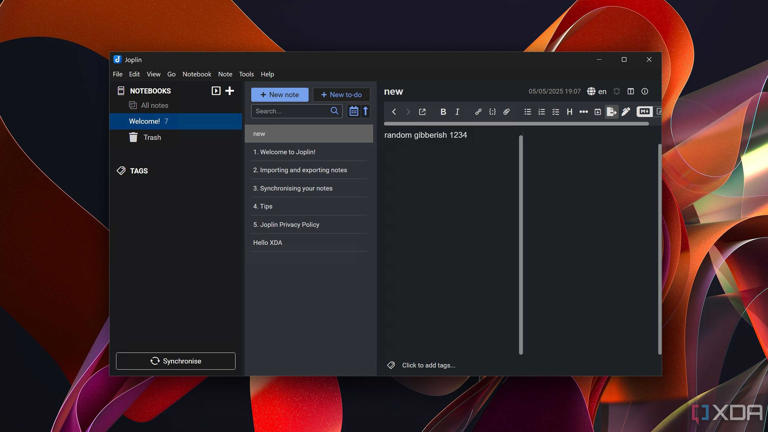 Joplin
File Edit View Go Notebook Note Tools Help
NOTEBOOKS
All notes
Welcome! 7
Trash
TAGS
Synchronise
+ New note + New to-do
Search...
new
1. Welcome to Joplin!
2. Importing and exporting notes
3. Synchronising your notes
4. Tips
5. Joplin Privacy Policy
Hello XDA
new 05/05/2025 19:07 en
B I H
random gibberish 1234
Click to add tags...
XDA